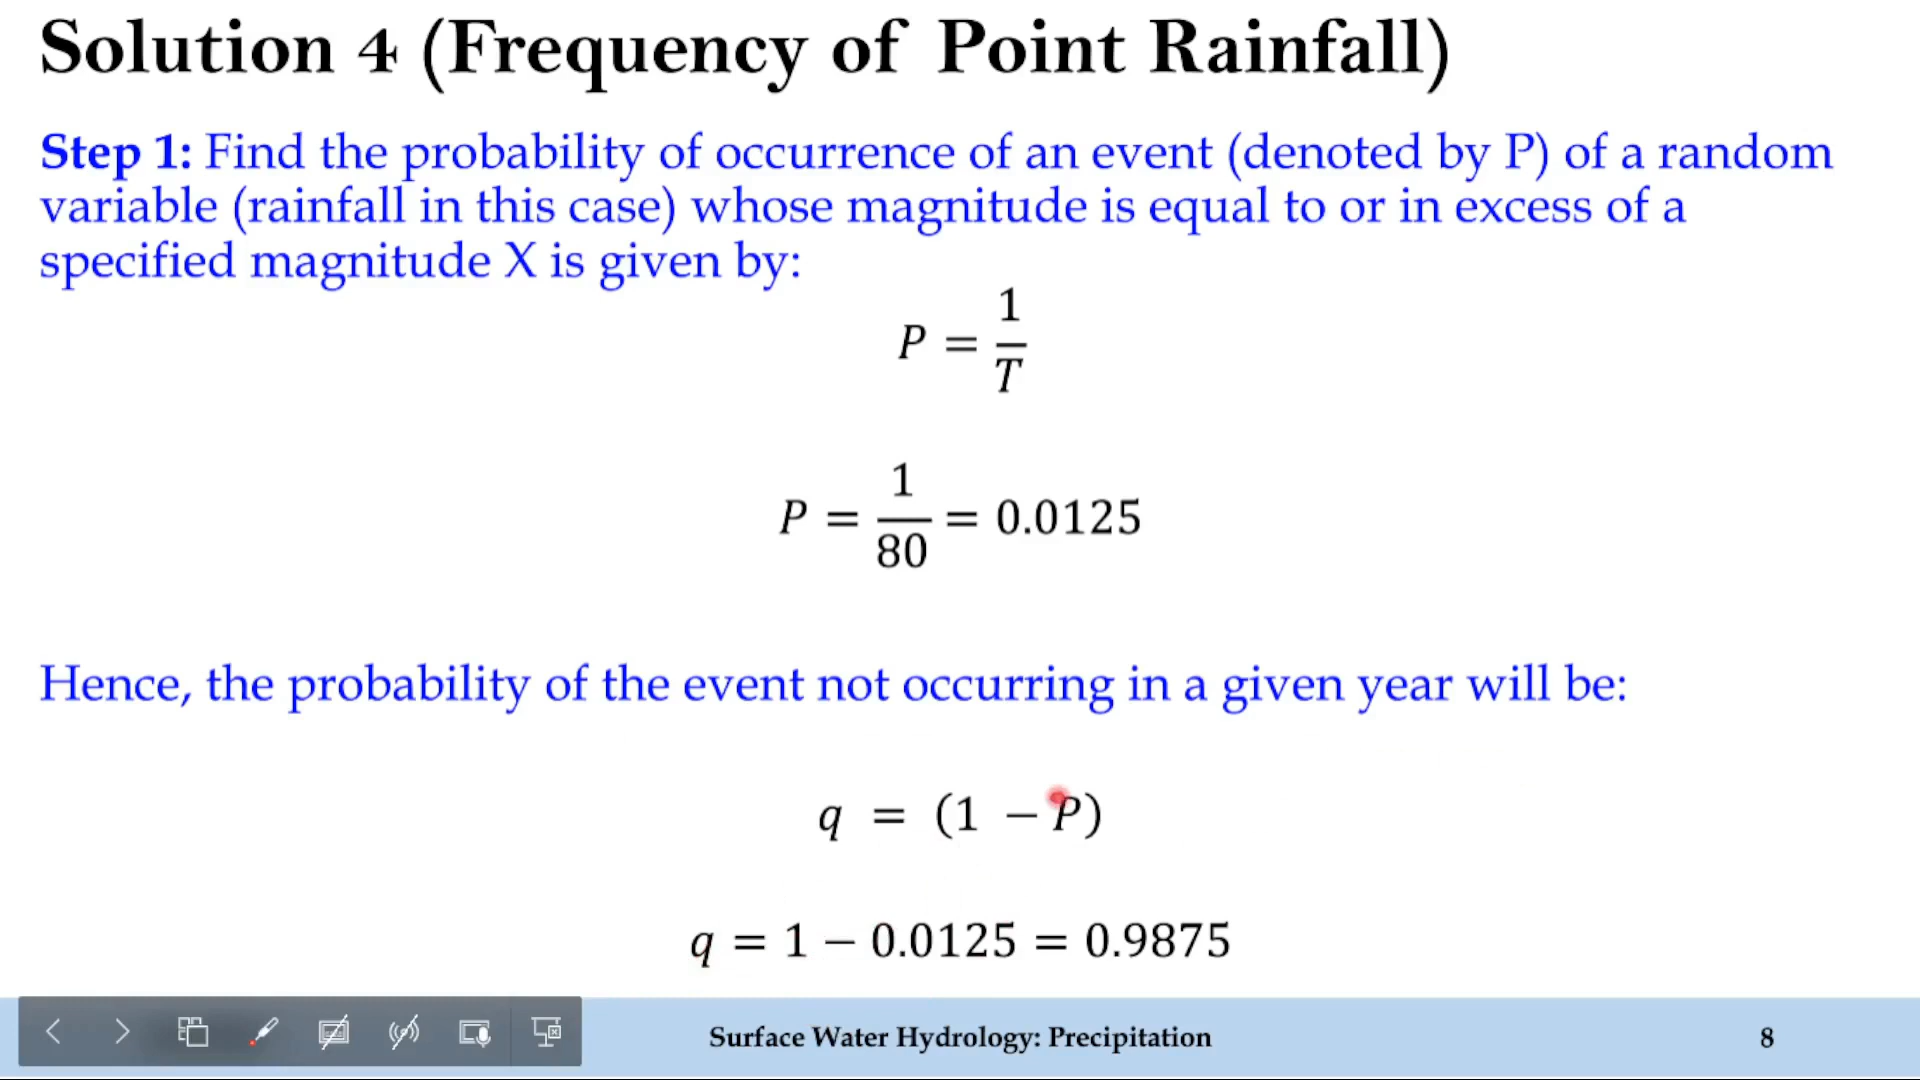 Solution 4 (Frequency of Point Rainfall)
Step 1: Find the probability of occurrence of an event (denoted by P) of a random
variable (rainfall in this case) whose magnitude is equal to or in excess of a
specified magnitude X is given by:
P = 1/T
P = 1/80 = 0.0125
Hence, the probability of the event not occurring in a given year will be:
q = (1 − P)
q = 1 − 0.0125 = 0.9875
Surface Water Hydrology: Precipitation 8